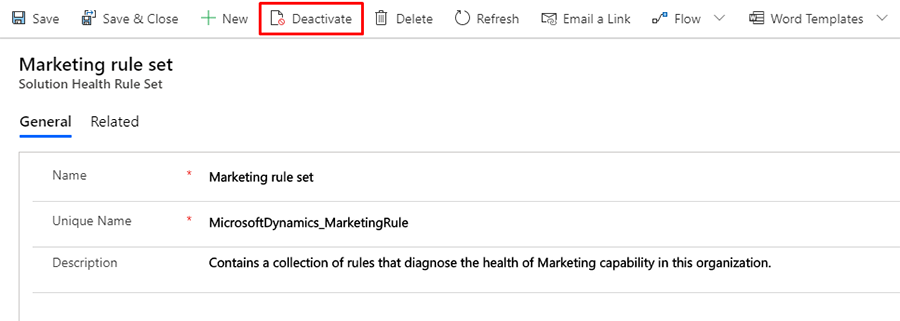 Save Save & Close New Deactivate Delete Refresh Email a Link Flow Word Templates
Marketing rule set
Solution Health Rule Set
General Related
Name * Marketing rule set
Unique Name * MicrosoftDynamics_MarketingRule
Description Contains a collection of rules that diagnose the health of Marketing capability in this organization.